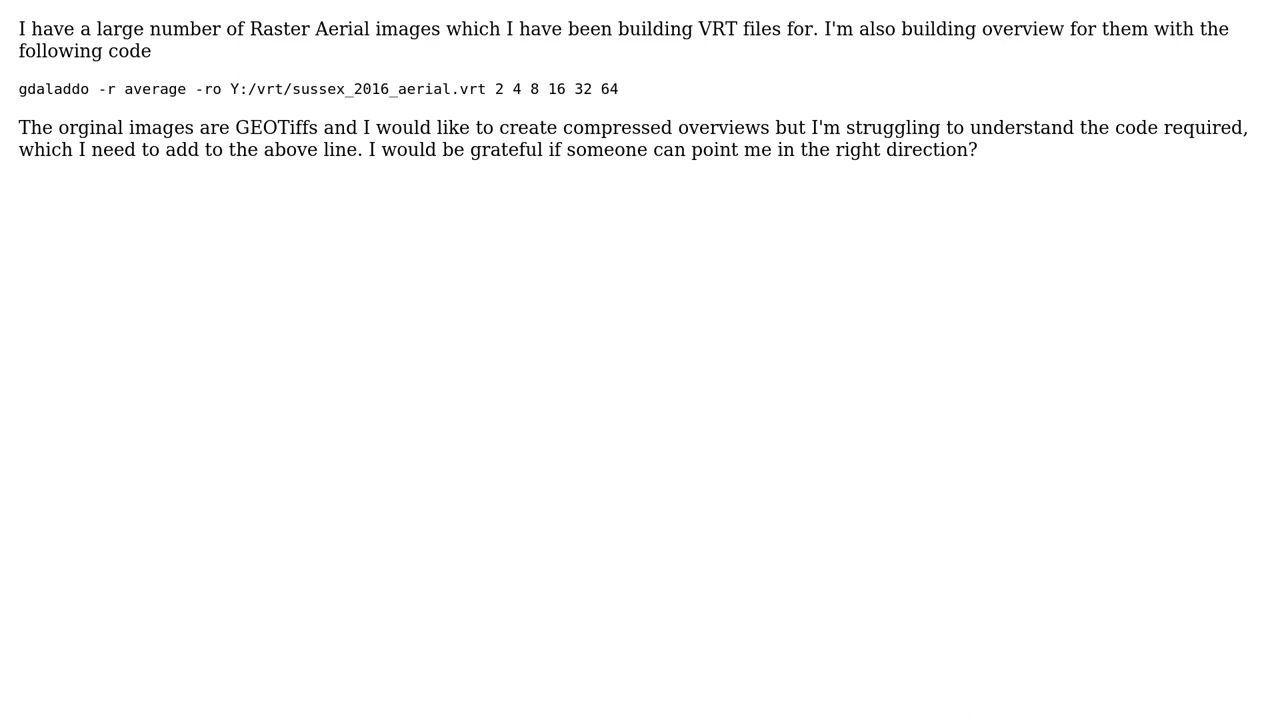 I have a large number of Raster Aerial images which I have been building VRT files for. I'm also building overview for them with the
following code
gdaladdo -r average -ro Y:/vrt/sussex_2016_aerial.vrt 2 4 8 16 32 64
The orginal images are GEOTiffs and I would like to create compressed overviews but I'm struggling to understand the code required,
which I need to add to the above line. I would be grateful if someone can point me in the right direction?